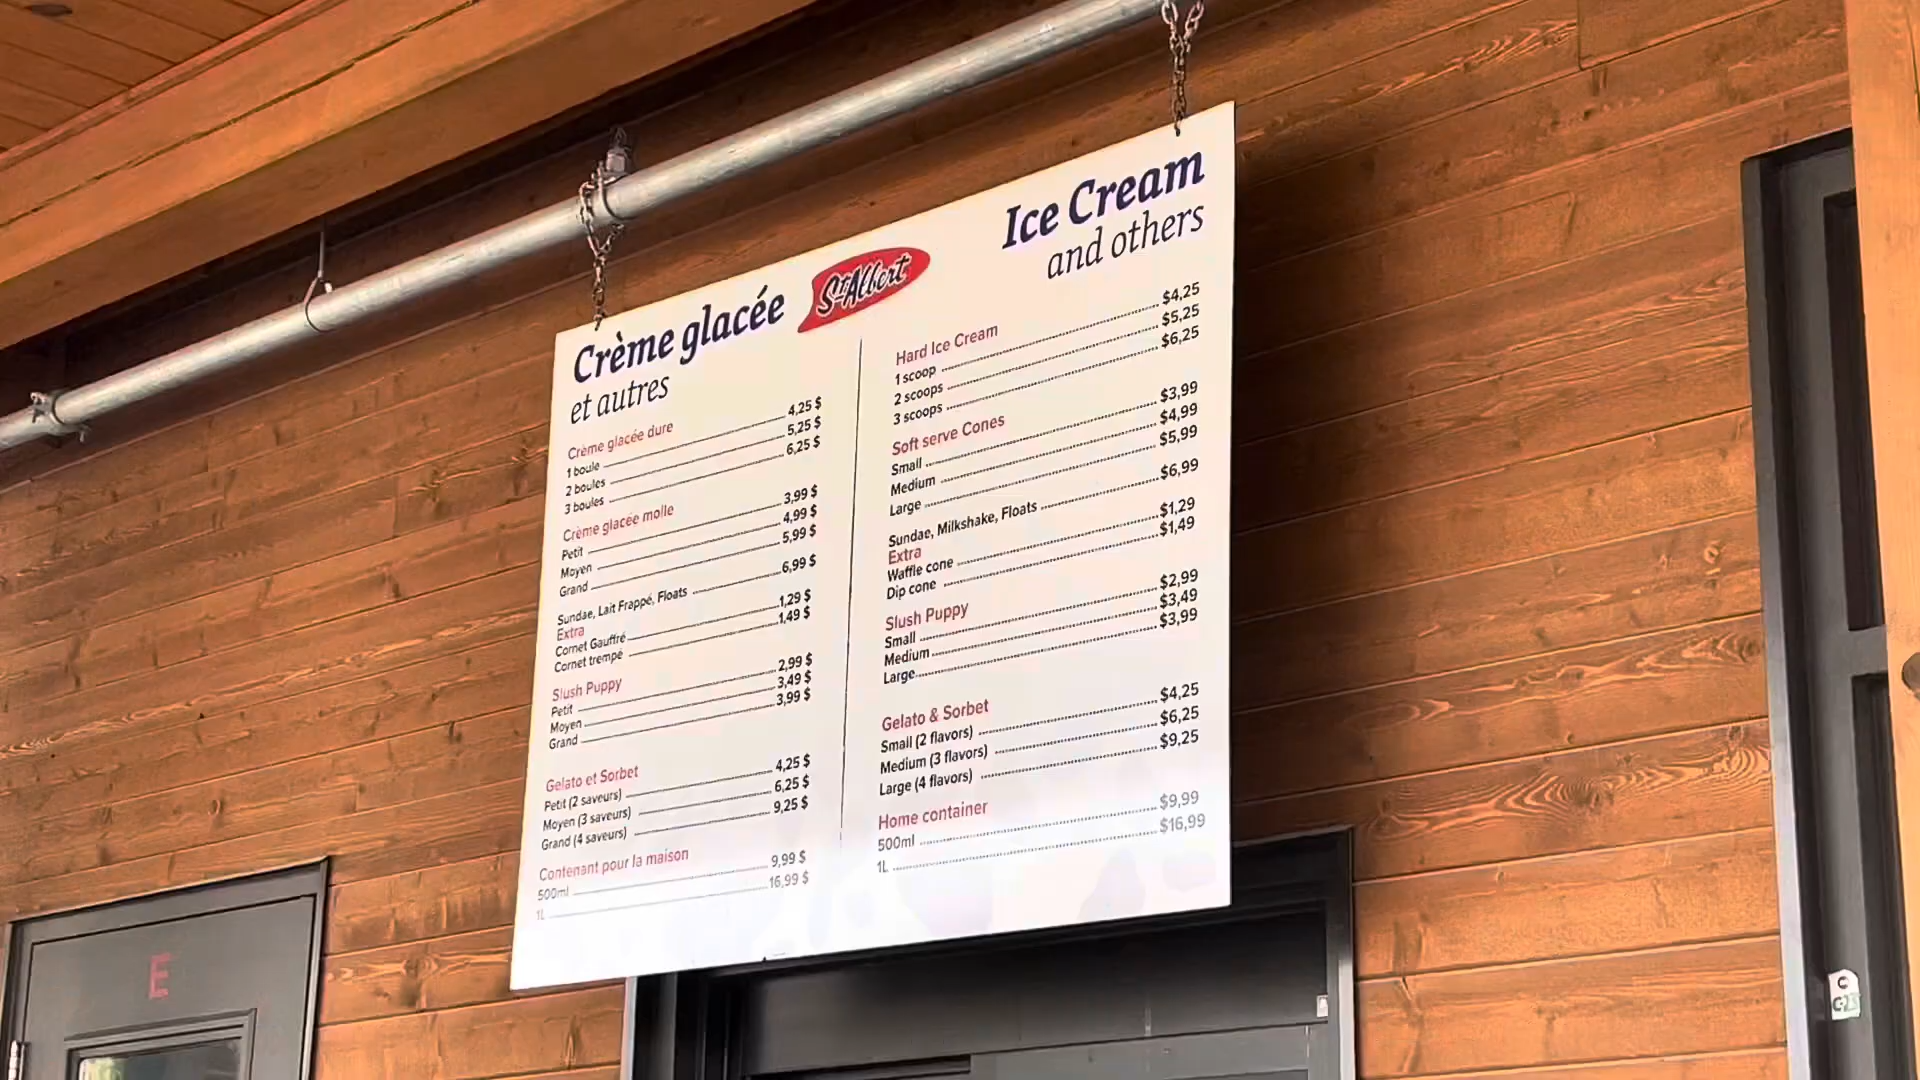 Crème glacée
et autres
St-Albert
Ice Cream
and others
Crème glacée dure
1 boule 4,25 $
2 boules 5,25 $
3 boules 6,25 $
Crème glacée molle
Petit 3,99 $
Moyen 4,99 $
Grand 5,99 $
Sundae, Lait Frappé, Floats 6,99 $
Extra
Cornet Gauffré 1,29 $
Cornet trempé 1,49 $
Slush Puppy
Petit 2,99 $
Moyen 3,49 $
Grand 3,99 $
Gelato et Sorbet
Petit (2 saveurs) 4,25 $
Moyen (3 saveurs) 6,25 $
Grand (4 saveurs) 9,25 $
Contenant pour la maison
500ml 9,99 $
1L 16,99 $
Hard Ice Cream
1 scoop $4,25
2 scoops $5,25
3 scoops $6,25
Soft serve Cones
Small $3,99
Medium $4,99
Large $5,99
Sundae, Milkshake, Floats $6,99
Extra
Waffle cone $1,29
Dip cone $1,49
Slush Puppy
Small $2,99
Medium $3,49
Large $3,99
Gelato & Sorbet
Small (2 flavors) $4,25
Medium (3 flavors) $6,25
Large (4 flavors) $9,25
Home container
500ml $9,99
1L $16,99
E